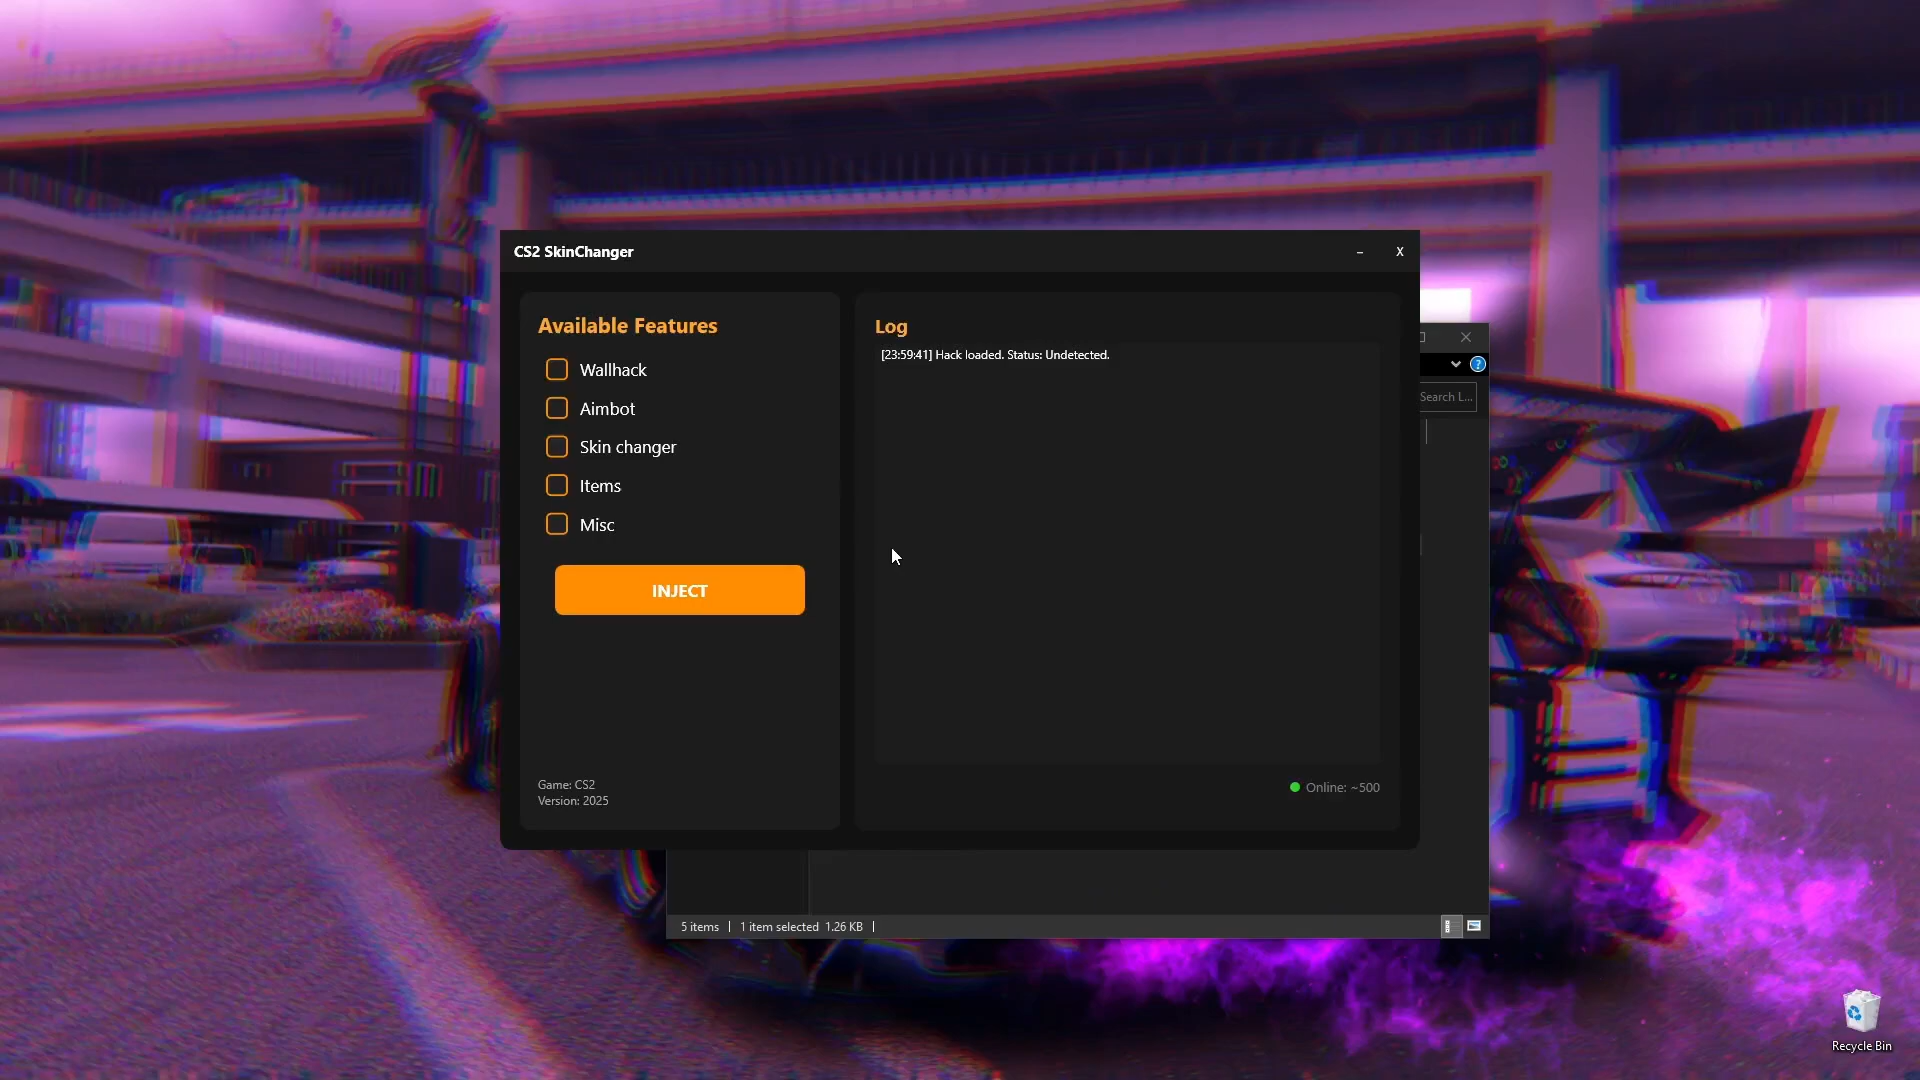 CS2 SkinChanger
–
X
Available Features
Wallhack
Aimbot
Skin changer
Items
Misc
INJECT
Game: CS2
Version: 2025
Log
[23:59:41] Hack loaded. Status: Undetected.
Online: ~500
?
Search L...
5 items
1 item selected 1.26 KB
Recycle Bin